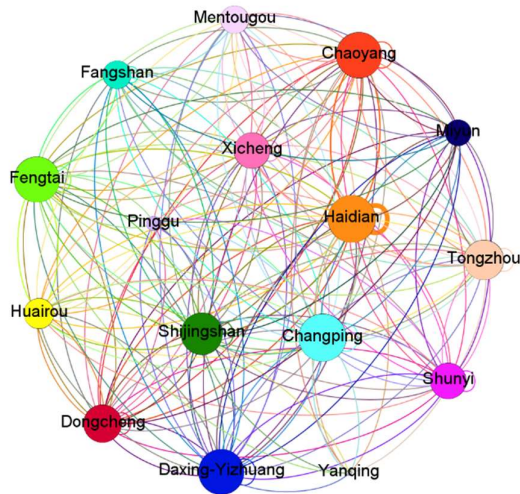 Mentougou
Chaoyang
Fangshan
Miyun
Xicheng
Fengtai
Pinggu
Haidian
Tongzhou
Huairou
Shijingshan
Changping
Shunyi
Dongcheng
Daxing-Yizhuang
Yanqing